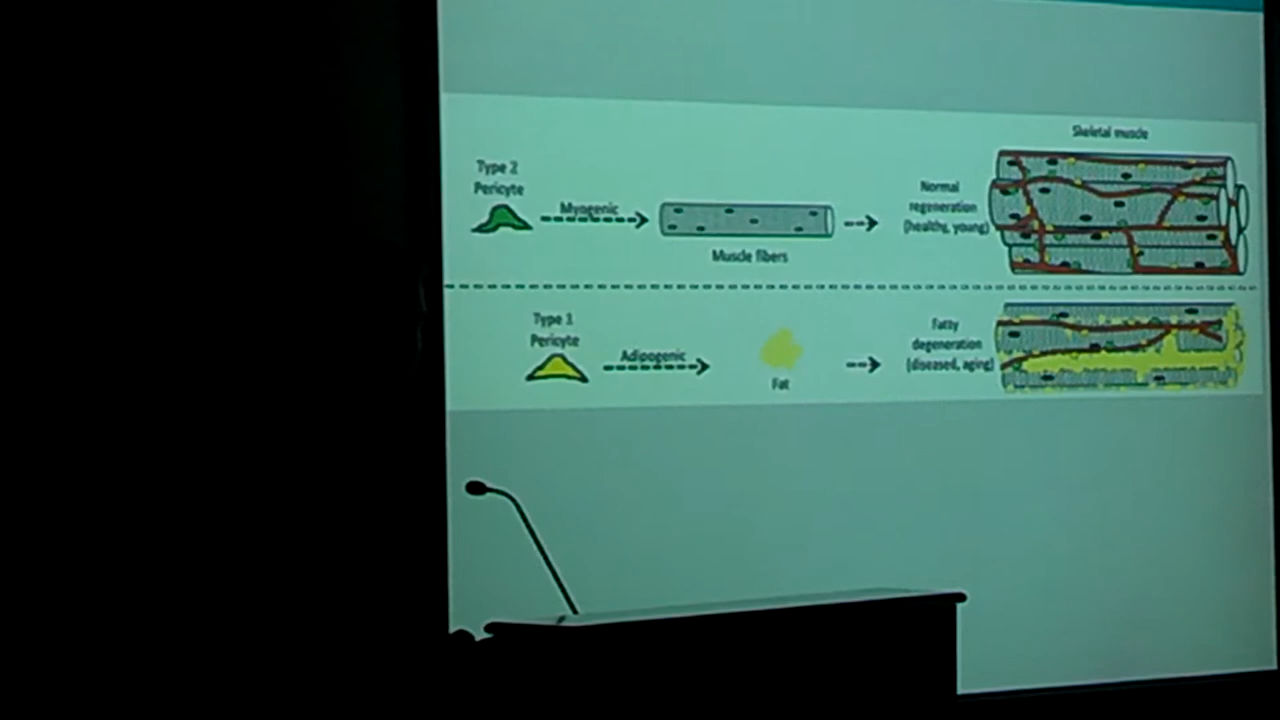 Skeletal muscle
Type 2
Pericyte
Myogenic
Muscle fibers
Normal
regeneration
(healthy, young)
Type 1
Pericyte
Adipogenic
Fat
Fatty
degeneration
(diseased, aging)